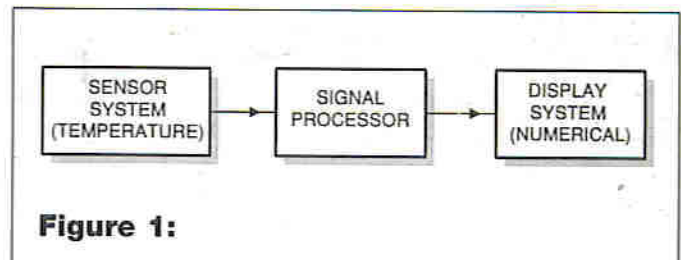 SENSOR
SYSTEM
(TEMPERATURE)
SIGNAL
PROCESSOR
DISPLAY
SYSTEM
(NUMERICAL)
Figure 1: